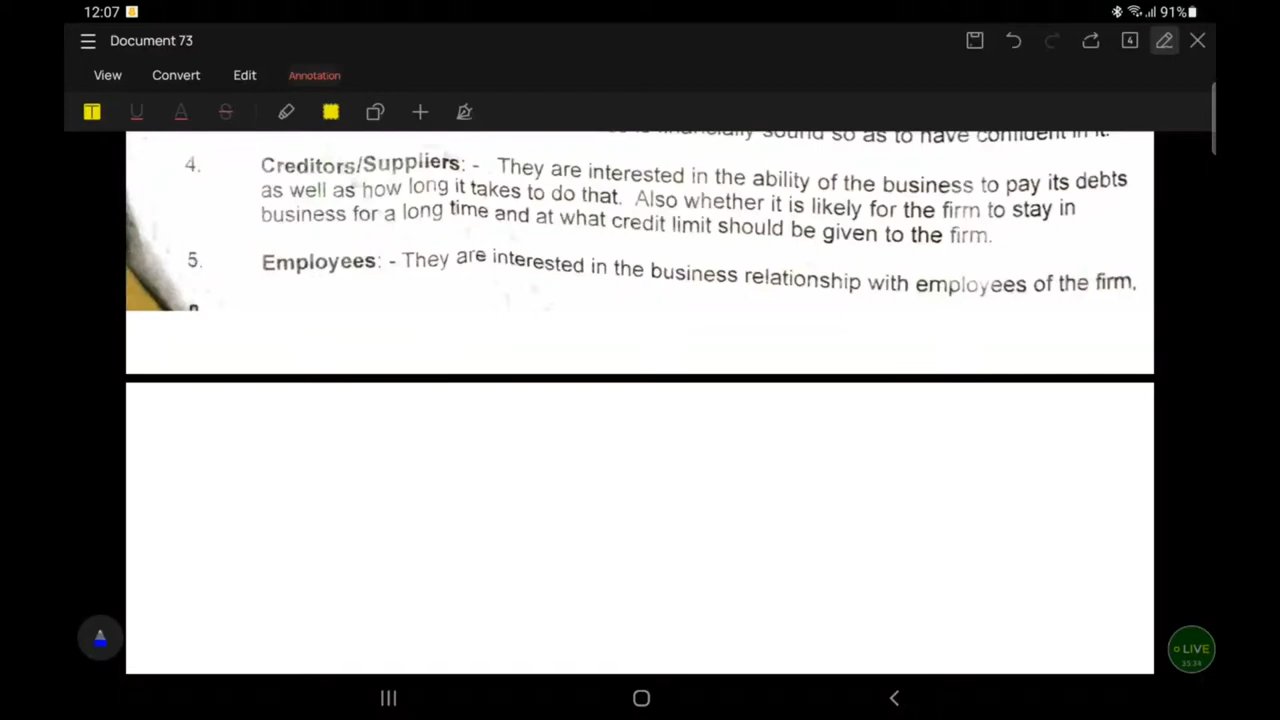 12:07 91%
Document 73
4
View Convert Edit Annotation
T U A S
financially sound so as to have confident in it.
4. Creditors/Suppliers: - They are interested in the ability of the business to pay its debts
as well as how long it takes to do that. Also whether it is likely for the firm to stay in
business for a long time and at what credit limit should be given to the firm.
5. Employees: - They are interested in the business relationship with employees of the firm,
LIVE